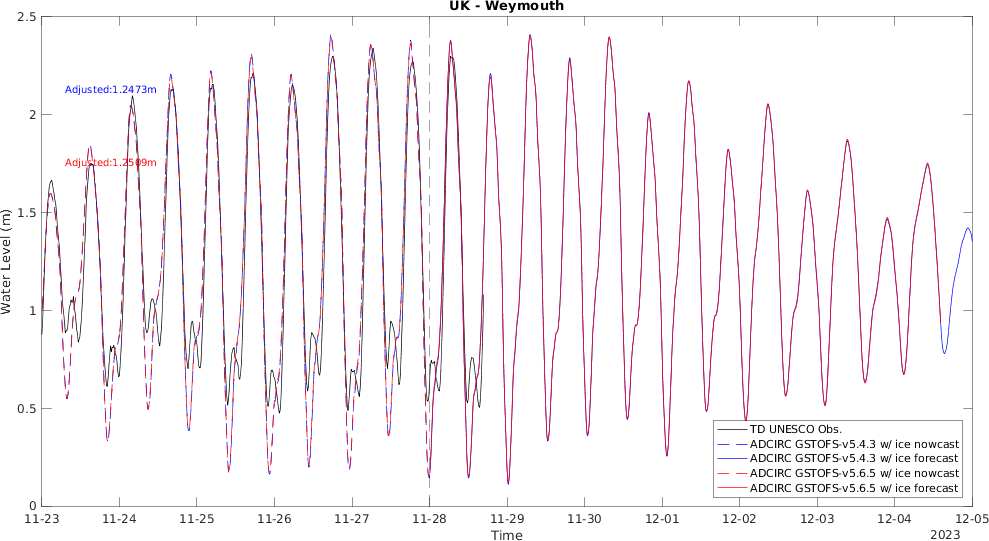 UK - Weymouth
2.5
2
1.5
1
0.5
0
Water Level (m)
Adjusted:1.2473m
Adjusted:1.2509m
TD UNESCO Obs.
ADCIRC GSTOFS-v5.4.3 w/ ice nowcast
ADCIRC GSTOFS-v5.4.3 w/ ice forecast
ADCIRC GSTOFS-v5.6.5 w/ ice nowcast
ADCIRC GSTOFS-v5.6.5 w/ ice forecast
11-23 11-24 11-25 11-26 11-27 11-28 11-29 11-30 12-01 12-02 12-03 12-04 12-05
Time
2023